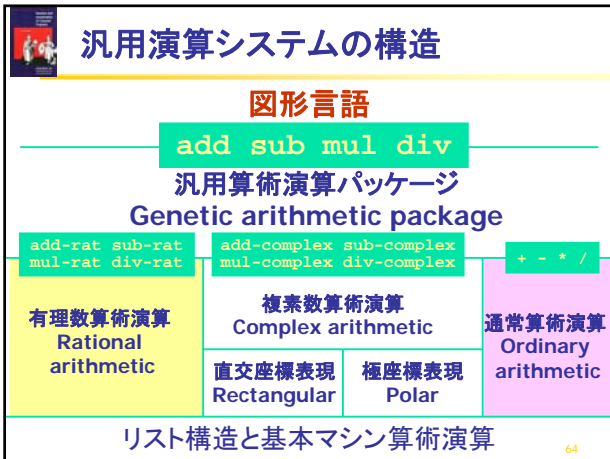 汎用演算システムの構造
図形言語
add sub mul div
汎用算術演算パッケージ
Genetic arithmetic package
add-rat sub-rat
mul-rat div-rat
add-complex sub-complex
mul-complex div-complex
+ - * /
有理数算術演算
Rational
arithmetic
複素数算術演算
Complex arithmetic
直交座標表現
Rectangular
極座標表現
Polar
通常算術演算
Ordinary
arithmetic
リスト構造と基本マシン算術演算
64